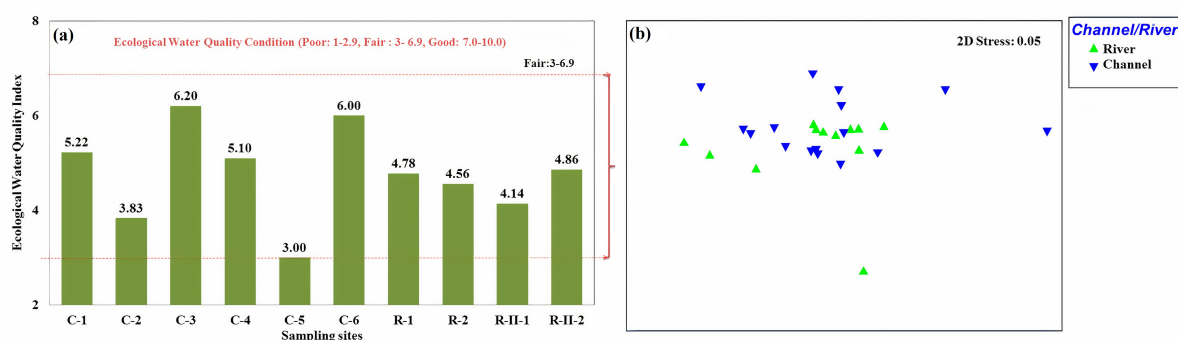 (a)
Ecological Water Quality Condition (Poor: 1-2.9, Fair : 3- 6.9, Good: 7.0-10.0)
Fair:3-6.9
Ecological Water Quality Index
8
6
4
2
5.22
3.83
6.20
5.10
3.00
6.00
4.78
4.56
4.14
4.86
C-1
C-2
C-3
C-4
C-5
C-6
R-1
R-2
R-II-1
R-II-2
Sampling sites
(b)
2D Stress: 0.05
Channel/River
River
Channel